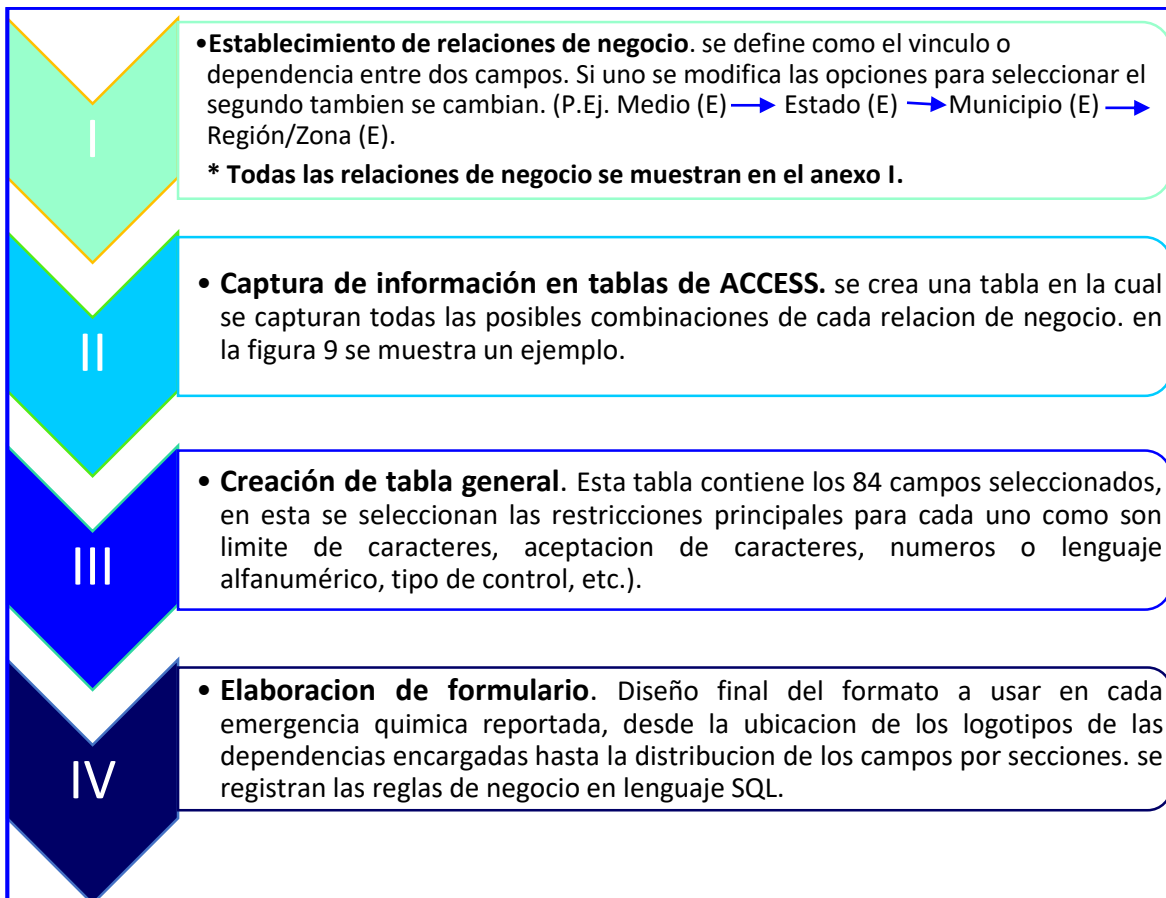 I
•Establecimiento de relaciones de negocio. se define como el vinculo o
dependencia entre dos campos. Si uno se modifica las opciones para seleccionar el
segundo tambien se cambian. (P.Ej. Medio (E) → Estado (E) → Municipio (E) →
Región/Zona (E).
* Todas las relaciones de negocio se muestran en el anexo I.
II
• Captura de información en tablas de ACCESS. se crea una tabla en la cual
se capturan todas las posibles combinaciones de cada relacion de negocio. en
la figura 9 se muestra un ejemplo.
III
• Creación de tabla general. Esta tabla contiene los 84 campos seleccionados,
en esta se seleccionan las restricciones principales para cada uno como son
limite de caracteres, aceptacion de caracteres, numeros o lenguaje
alfanumérico, tipo de control, etc.).
IV
• Elaboracion de formulario. Diseño final del formato a usar en cada
emergencia quimica reportada, desde la ubicacion de los logotipos de las
dependencias encargadas hasta la distribucion de los campos por secciones. se
registran las reglas de negocio en lenguaje SQL.